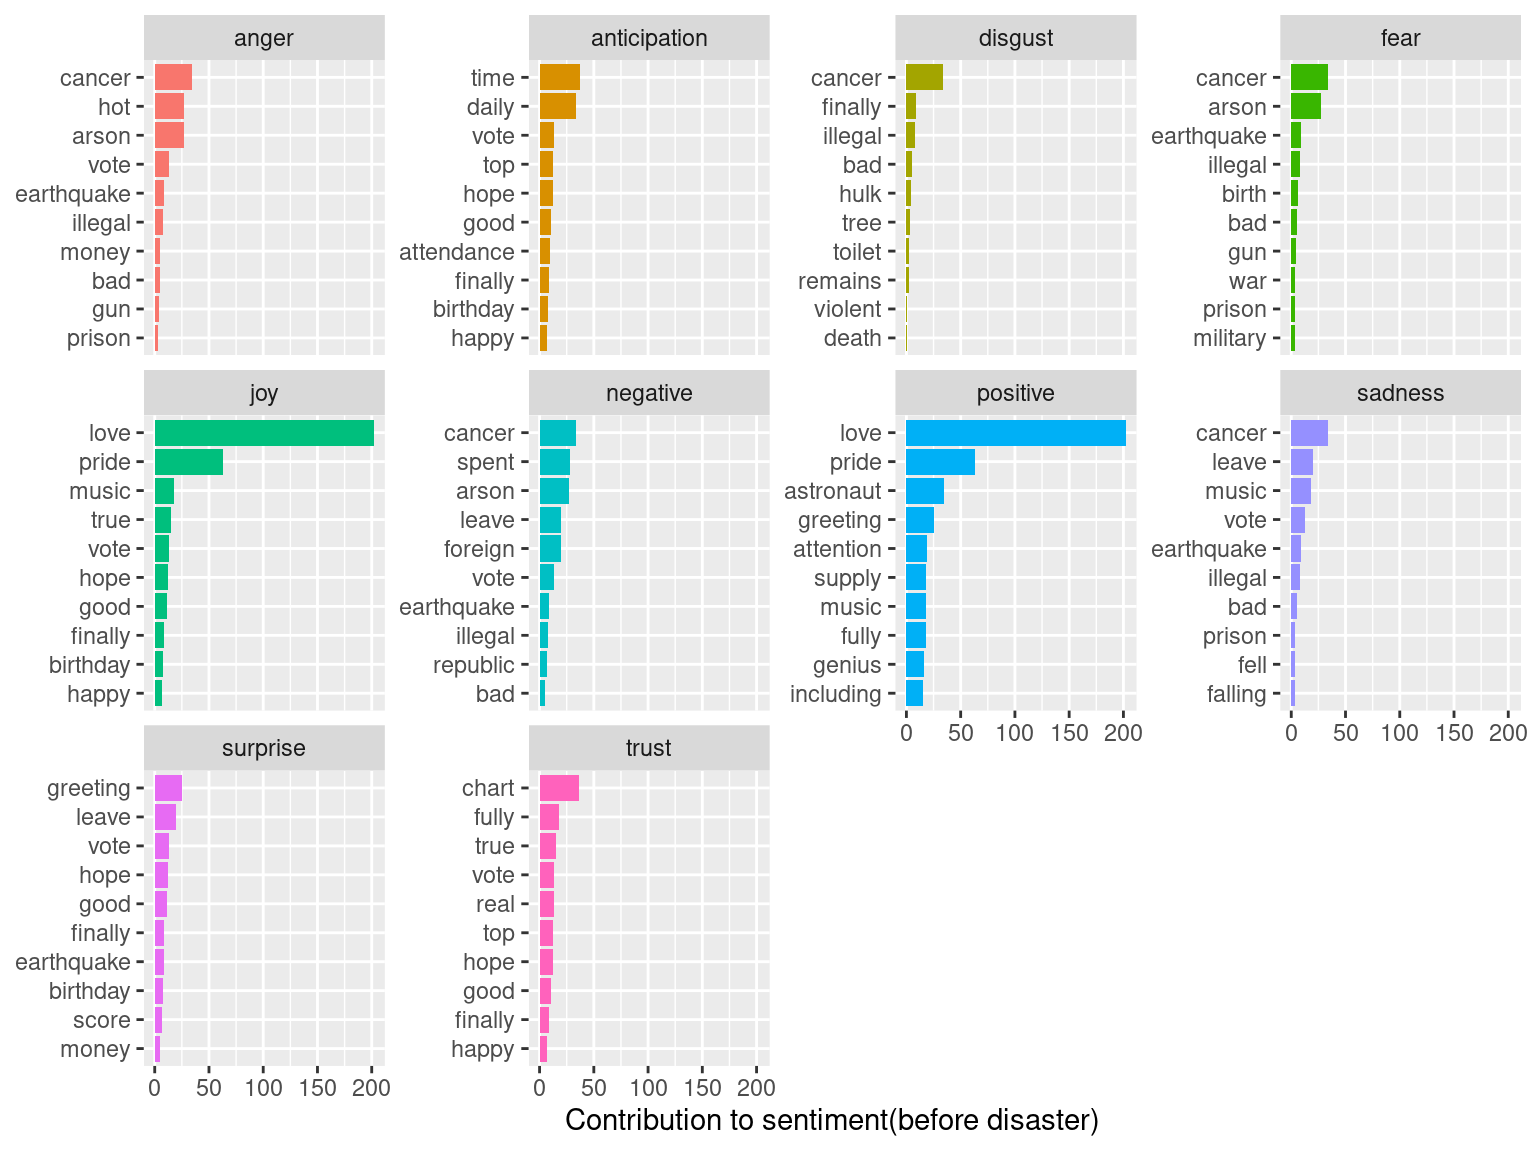 anger
cancer
hot
arson
vote
earthquake
illegal
money
bad
gun
prison
anticipation
time
daily
vote
top
hope
good
attendance
finally
birthday
happy
disgust
cancer
finally
illegal
bad
hulk
tree
toilet
remains
violent
death
fear
cancer
arson
earthquake
illegal
birth
bad
gun
war
prison
military
joy
love
pride
music
true
vote
hope
good
finally
birthday
happy
negative
cancer
spent
arson
leave
foreign
vote
earthquake
illegal
republic
bad
positive
love
pride
astronaut
greeting
attention
supply
music
fully
genius
including
0 50 100 150 200
sadness
cancer
leave
music
vote
earthquake
illegal
bad
prison
fell
falling
0 50 100 150 200
surprise
greeting
leave
vote
hope
good
finally
earthquake
birthday
score
money
0 50 100 150 200
trust
chart
fully
true
vote
real
top
hope
good
finally
happy
0 50 100 150 200
Contribution to sentiment(before disaster)